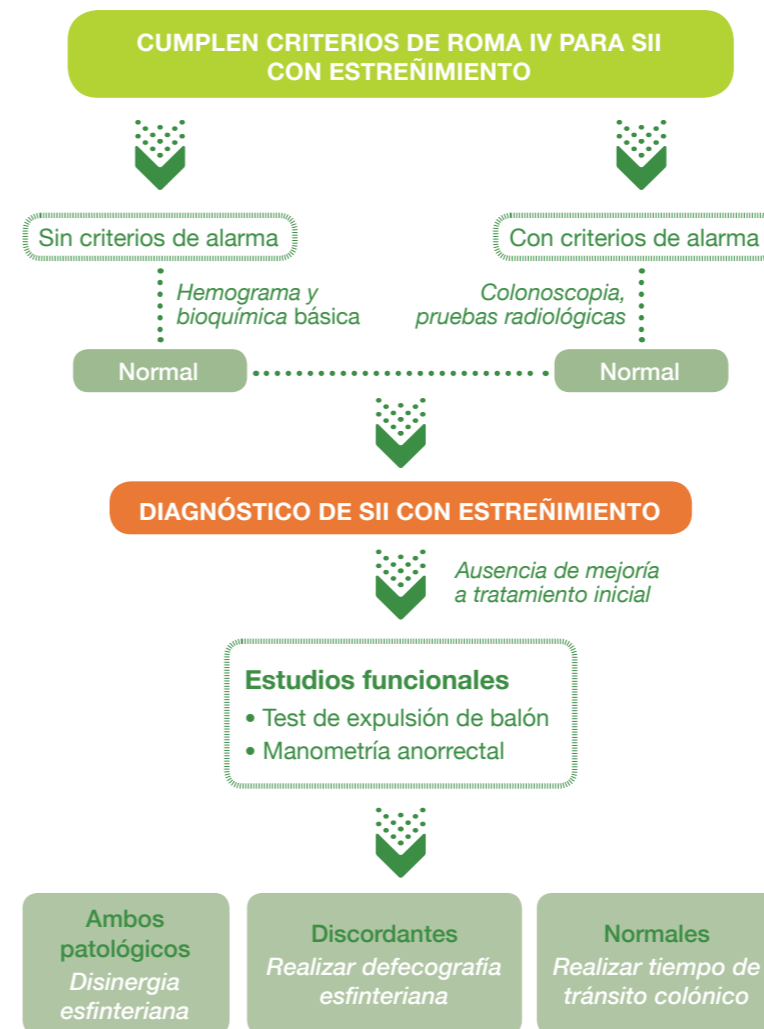 CUMPLEN CRITERIOS DE ROMA IV PARA SII
CON ESTREÑIMIENTO
Sin criterios de alarma
Con criterios de alarma
Hemograma y
bioquímica básica
Colonoscopia,
pruebas radiológicas
Normal
Normal
DIAGNÓSTICO DE SII CON ESTREÑIMIENTO
Ausencia de mejoría
a tratamiento inicial
Estudios funcionales
• Test de expulsión de balón
• Manometría anorrectal
Ambos
patológicos
Disinergia
esfinteriana
Discordantes
Realizar defecografía
esfinteriana
Normales
Realizar tiempo de
tránsito colónico